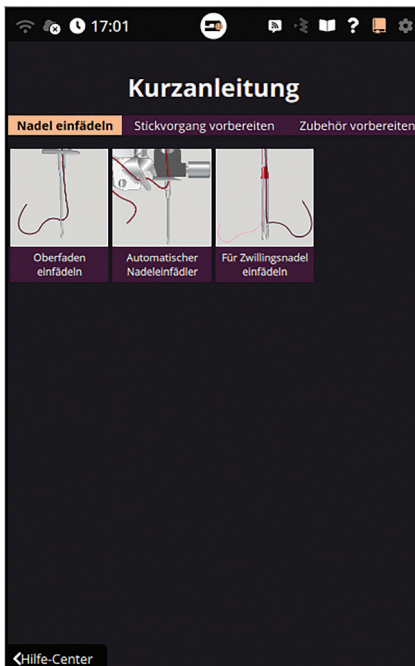 17:01
Kurzanleitung
Nadel einfädeln Stickvorgang vorbereiten Zubehör vorbereiten
Oberfaden
einfädeln
Automatischer
Nadeleinfädler
Für Zwillingsnadel
einfädeln
Hilfe-Center